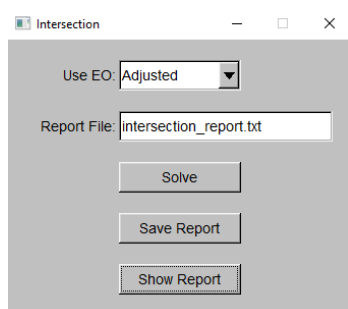 Intersection
Use EO: Adjusted
Report File: intersection_report.txt
Solve
Save Report
Show Report